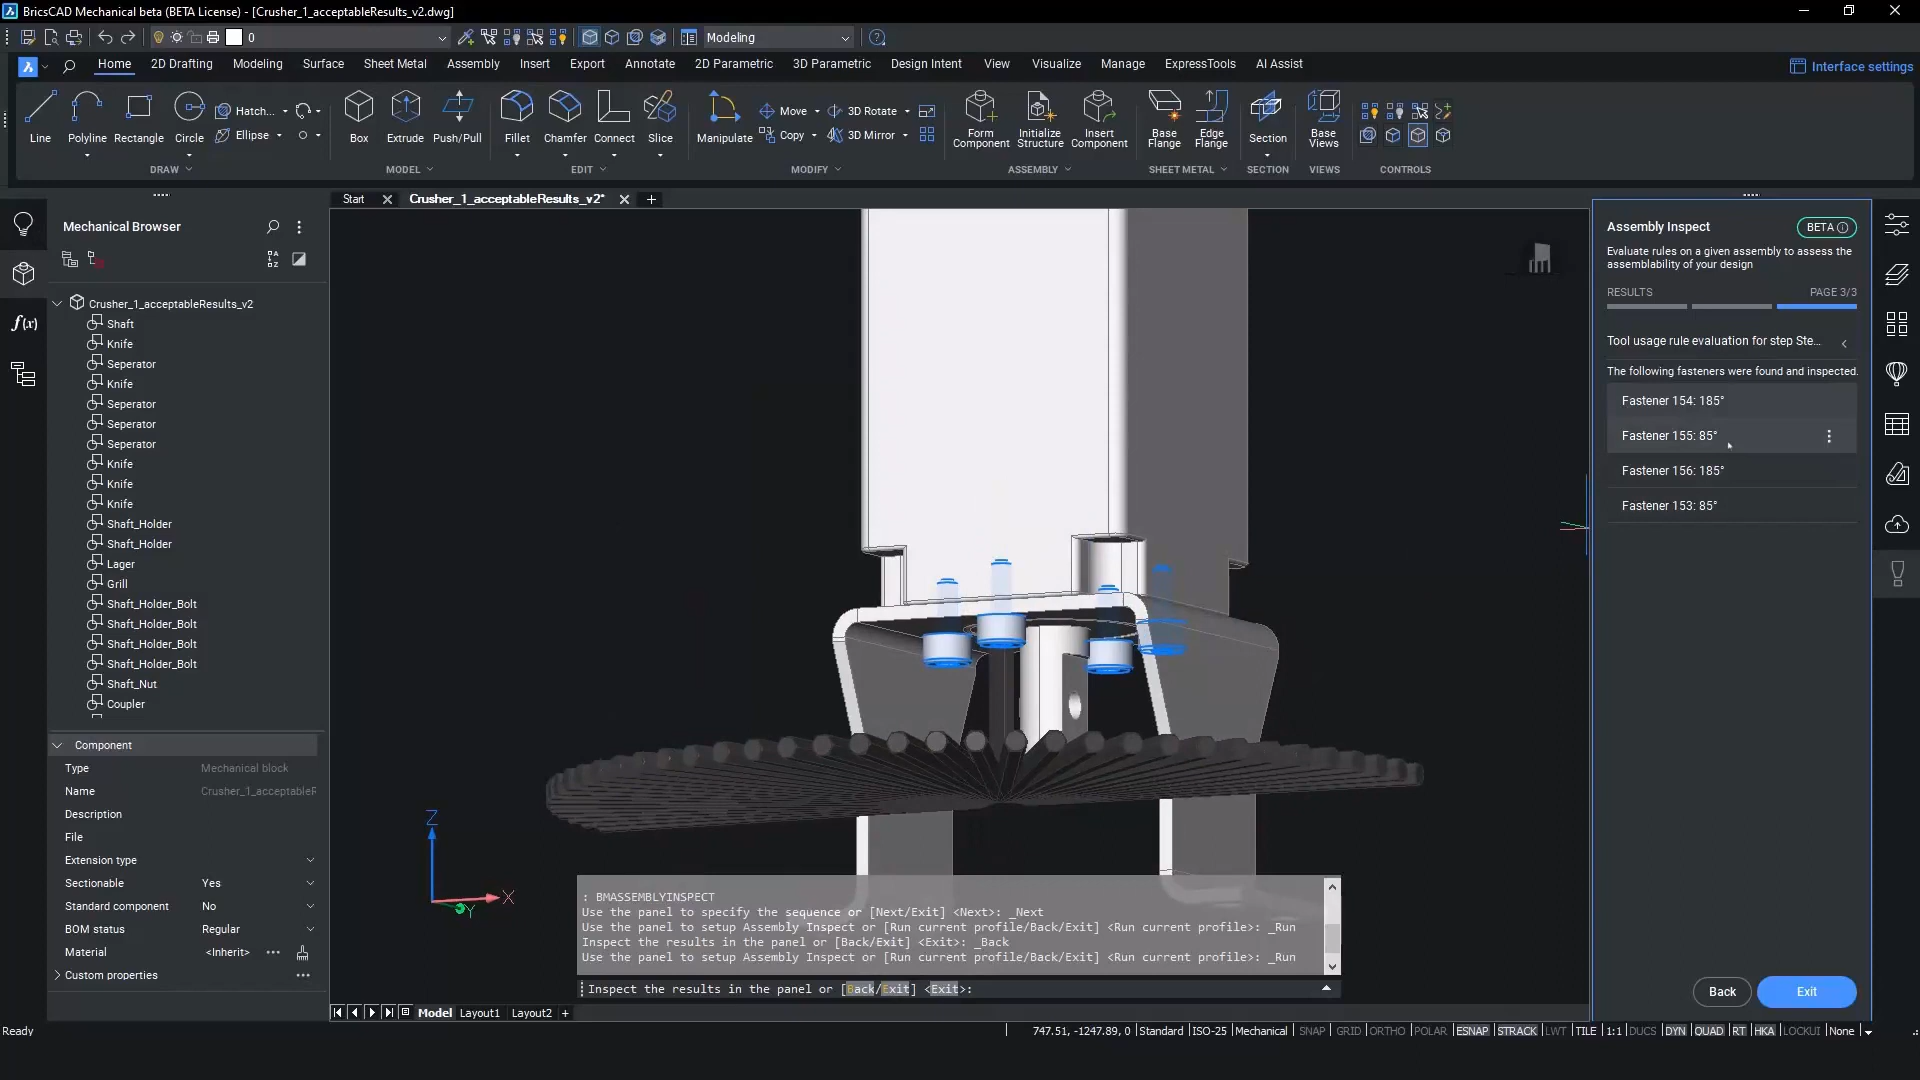 BricsCAD Mechanical beta (BETA License) - [Crusher_1_acceptableResults_v2.dwg]
0
Modeling
Home
2D Drafting
Modeling
Surface
Sheet Metal
Assembly
Insert
Export
Annotate
2D Parametric
3D Parametric
Design Intent
View
Visualize
Manage
ExpressTools
AI Assist
Interface settings
Line
Polyline
Rectangle
Circle
Hatch...
Ellipse
Box
Extrude
Push/Pull
Fillet
Chamfer
Connect
Slice
Manipulate
Move
Copy
3D Rotate
3D Mirror
Form
Component
Initialize
Structure
Insert
Component
Base
Flange
Edge
Flange
Section
Base
Views
DRAW
MODEL
EDIT
MODIFY
ASSEMBLY
SHEET METAL
SECTION
VIEWS
CONTROLS
Start
Crusher_1_acceptableResults_v2*
Mechanical Browser
Crusher_1_acceptableResults_v2
Shaft
Knife
Seperator
Knife
Seperator
Seperator
Seperator
Knife
Knife
Knife
Shaft_Holder
Shaft_Holder
Lager
Grill
Shaft_Holder_Bolt
Shaft_Holder_Bolt
Shaft_Holder_Bolt
Shaft_Holder_Bolt
Shaft_Nut
Coupler
Component
Type Mechanical block
Name Crusher_1_acceptableR
Description
File
Extension type
Sectionable Yes
Standard component No
BOM status Regular
Material <Inherit>
Custom properties
f(x)
Z
X
Y
: BMASSEMBLYINSPECT
Use the panel to specify the sequence or [Next/Exit] <Next>: _Next
Use the panel to setup Assembly Inspect or [Run current profile/Back/Exit] <Run current profile>: _Run
Inspect the results in the panel or [Back/Exit] <Exit>: _Back
Use the panel to setup Assembly Inspect or [Run current profile/Back/Exit] <Run current profile>: _Run
Inspect the results in the panel or [Back/Exit] <Exit>:
Assembly Inspect
BETA
Evaluate rules on a given assembly to assess the
assemblability of your design
RESULTS
PAGE 3/3
Tool usage rule evaluation for step Ste...
The following fasteners were found and inspected.
Fastener 154: 185°
Fastener 155: 85°
Fastener 156: 185°
Fastener 153: 85°
Back
Exit
Model
Layout1
Layout2
Ready
747.51, -1247.89, 0
Standard
ISO-25
Mechanical
SNAP
GRID
ORTHO
POLAR
ESNAP
STRACK
LWT
TILE
1:1
DUCS
DYN
QUAD
RT
HKA
LOCKUI
None